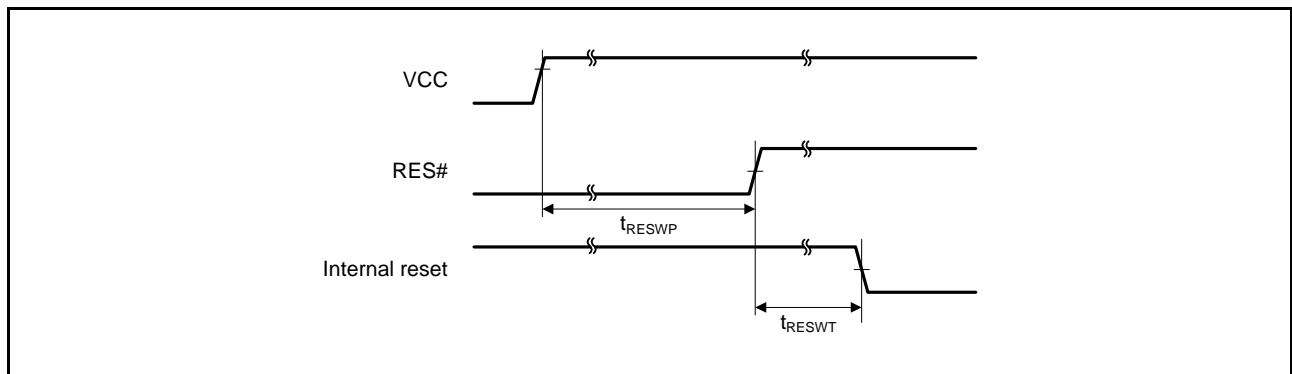 VCC
RES#
tRESWP
Internal reset
tRESWT